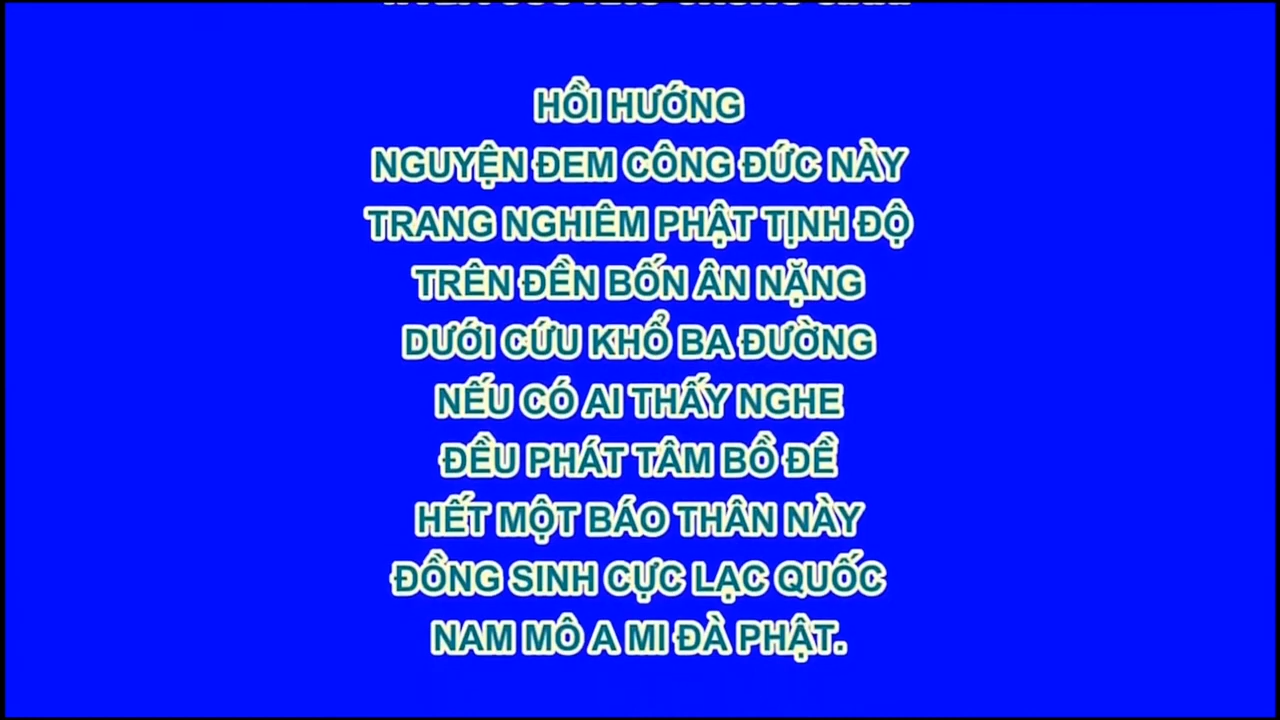 HỒI HƯỚNG
NGUYỆN ĐEM CÔNG ĐỨC NÀY
TRANG NGHIÊM PHẬT TỊNH ĐỘ
TRÊN ĐỀN BỐN ÂN NẶNG
DƯỚI CỨU KHỔ BA ĐƯỜNG
NẾU CÓ AI THẤY NGHE
ĐỀU PHÁT TÂM BỒ ĐỀ
HẾT MỘT BÁO THÂN NÀY
ĐỒNG SINH CỰC LẠC QUỐC
NAM MÔ A MI ĐÀ PHẬT.